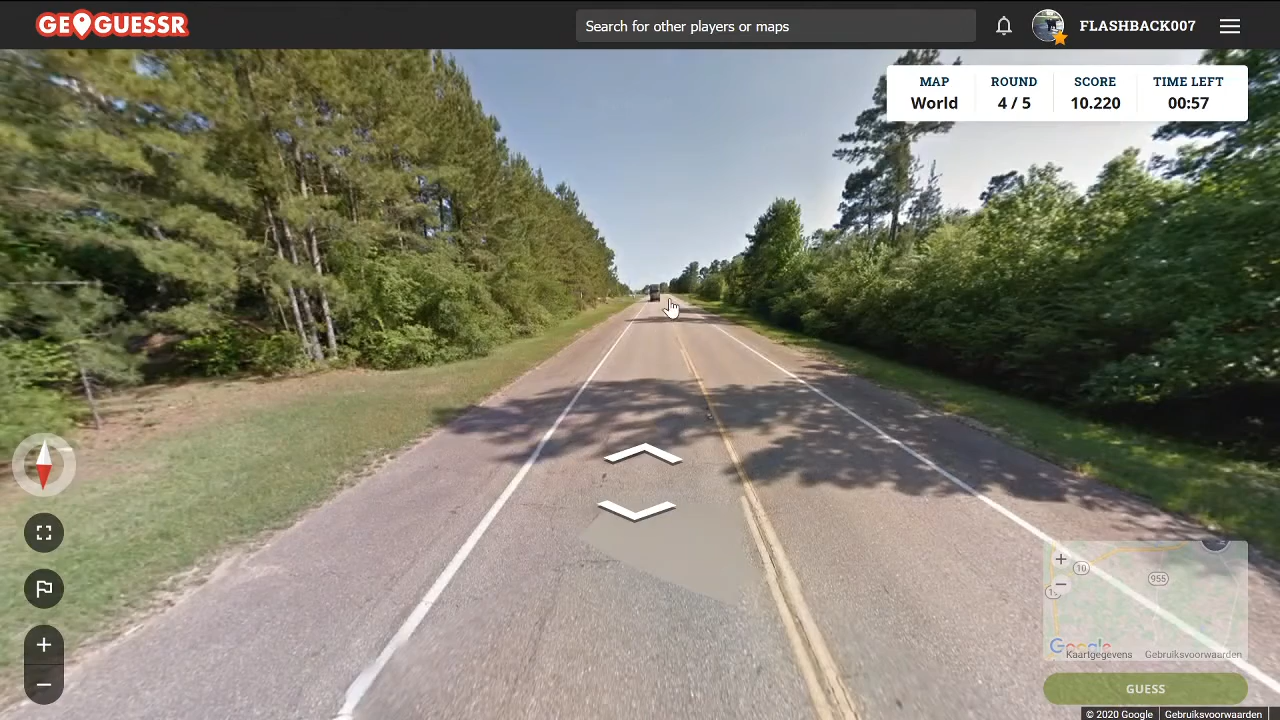 GEOGUESSR
Search for other players or maps
FLASHBACK007
MAP ROUND SCORE TIME LEFT
World 4 / 5 10.220 00:57
10
955
Google
Kaartgegevens Gebruiksvoorwaarden
GUESS
© 2020 Google Gebruiksvoorwaarden